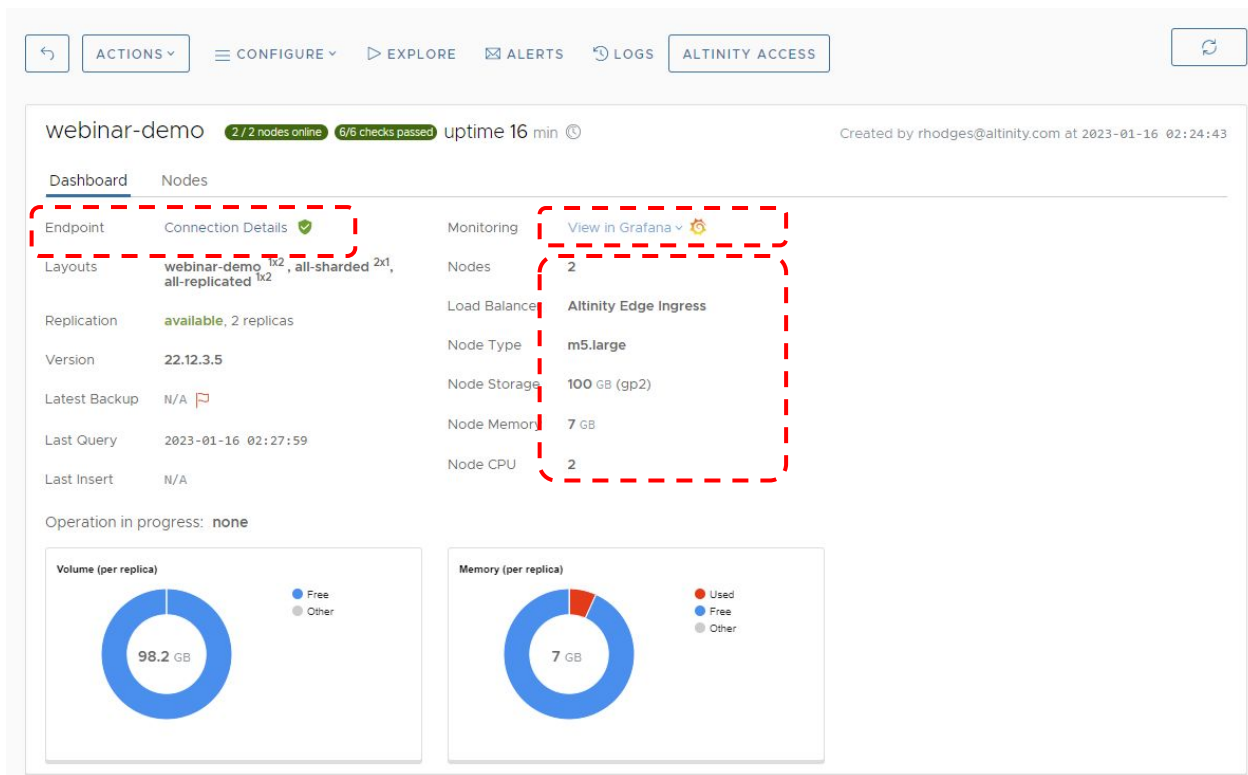 ACTIONS CONFIGURE EXPLORE ALERTS LOGS ALTINITY ACCESS
webinar-demo 2 / 2 nodes online 6/6 checks passed uptime 16 min Created by rhodges@altinity.com at 2023-01-16 02:24:43
Dashboard Nodes
Endpoint Connection Details
Layouts webinar-demo 1x2 , all-sharded 2x1,
all-replicated 1x2
Replication available, 2 replicas
Version 22.12.3.5
Latest Backup N/A
Last Query 2023-01-16 02:27:59
Last Insert N/A
Monitoring View in Grafana
Nodes 2
Load Balancer Altinity Edge Ingress
Node Type m5.large
Node Storage 100 GB (gp2)
Node Memory 7 GB
Node CPU 2
Operation in progress: none
Volume (per replica)
Free
Other
98.2 GB
Memory (per replica)
Used
Free
Other
7 GB